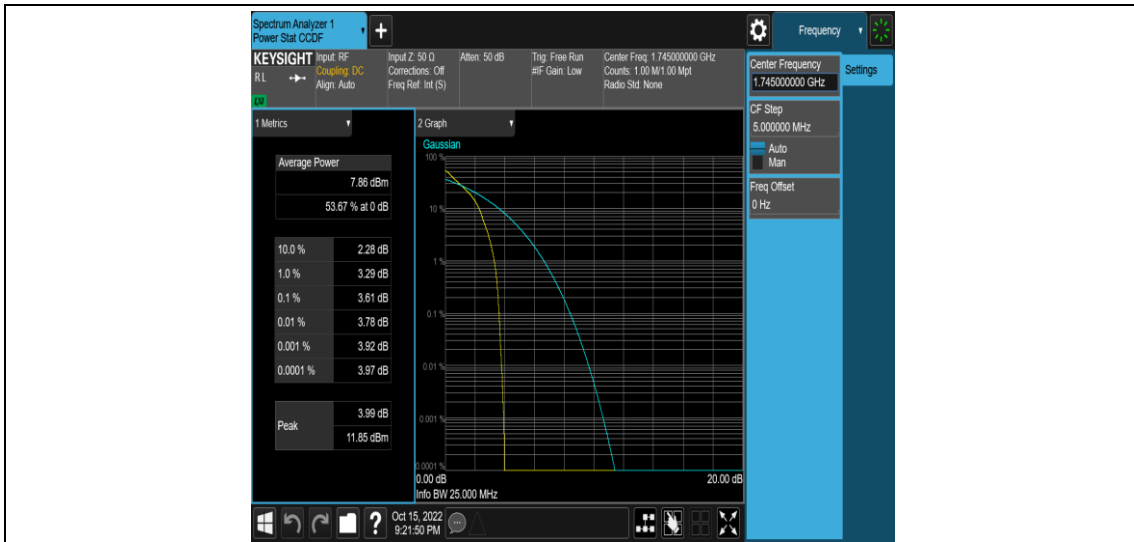 Spectrum Analyzer 1
Power Stat CCDF
Frequency
KEYSIGHT
RL
Input: RF
Coupling: DC
Align: Auto
Input Z: 50 Ω
Corrections: Off
Freq Ref: Int (S)
Atten: 50 dB
Trig: Free Run
#IF Gain: Low
Center Freq: 1.745000000 GHz
Counts: 1.00 M/1.00 Mpt
Radio Std: None
Center Frequency
1.745000000 GHz
Settings
CF Step
5.000000 MHz
Auto
Man
Freq Offset
0 Hz
1 Metrics
Average Power
7.86 dBm
53.67 % at 0 dB
10.0 % 2.28 dB
1.0 % 3.29 dB
0.1 % 3.61 dB
0.01 % 3.78 dB
0.001 % 3.92 dB
0.0001 % 3.97 dB
Peak
3.99 dB
11.85 dBm
2 Graph
Gaussian
100 %
10 %
1 %
0.1 %
0.01 %
0.001 %
0.0001 %
0.00 dB 20.00 dB
Info BW 25.000 MHz
?
Oct 15, 2022
9:21:50 PM